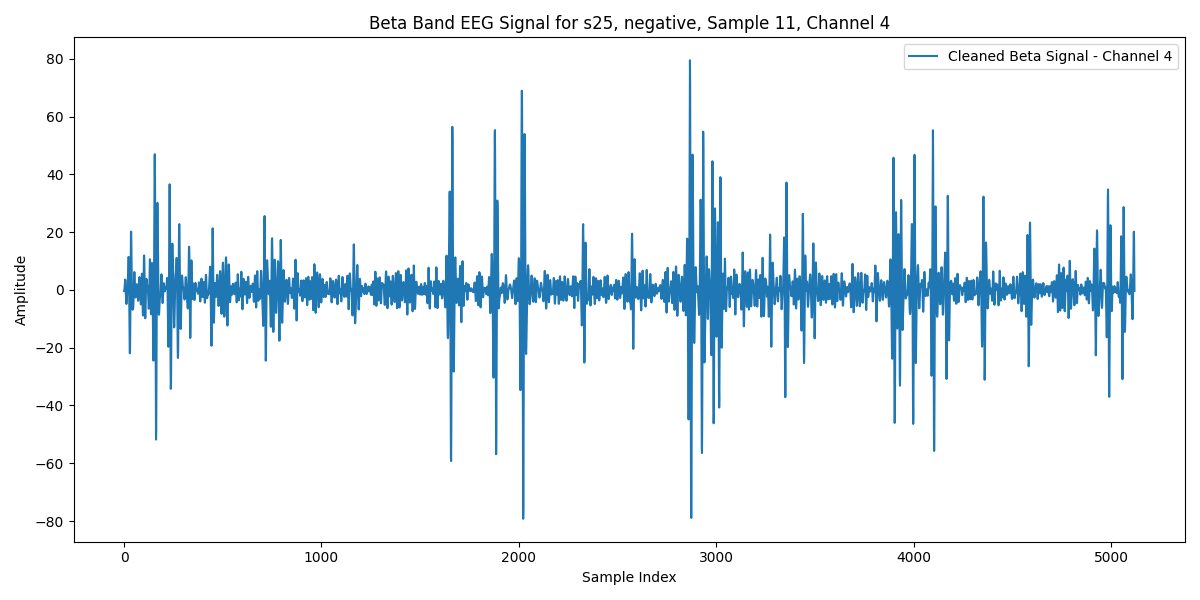 Beta Band EEG Signal for s25, negative, Sample 11, Channel 4
Cleaned Beta Signal - Channel 4
Amplitude
80
60
40
20
0
−20
−40
−60
−80
0 1000 2000 3000 4000 5000
Sample Index